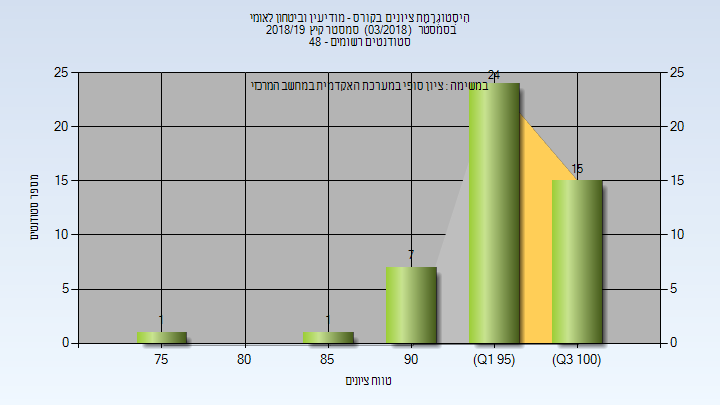 היסטוגרמת ציונים בקורס - מודיעין וביטחון לאומי
בסמסטר (03/2018) סמסטר קיץ 2018/19
סטודנטים רשומים - 48
במשימה : ציון סופי במערכת האקדמית במחשב המרכזי
25
20
15
10
5
0
25
20
15
10
5
0
1
1
7
24
15
75
80
85
90
(Q1 95)
(Q3 100)
מספר סטודנטים
טווח ציונים